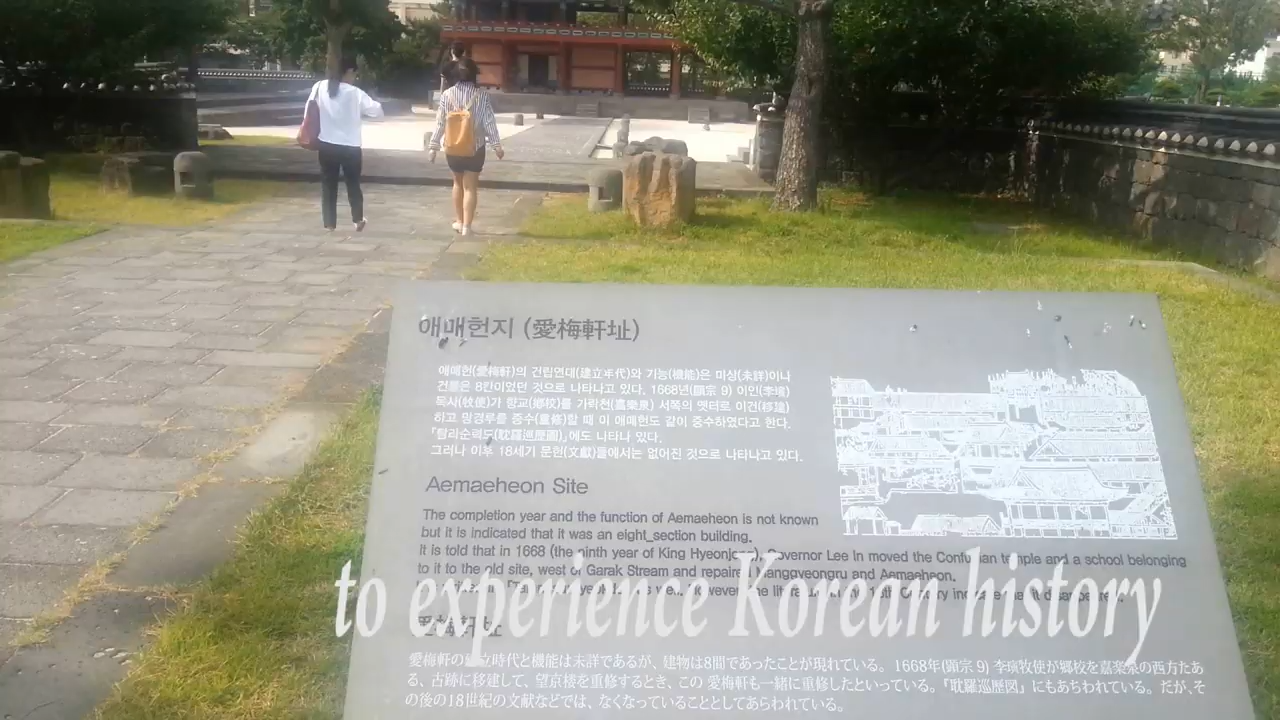 애매헌지 (愛梅軒址)
애매헌(愛梅軒)의 건립연대(建立年代)와 기능(機能)은 미상(未詳)이나
건물은 8칸이었던 것으로 나타나고 있다. 1668년(顯宗 9) 이인(李𡐔)
목사(牧使)가 향교(鄕校)를 가락천(嘉樂泉) 서쪽의 옛터로 이건(移建)
하고 망경루를 중수(重修)할 때 이 애매헌도 같이 중수하였다고 한다.
「탐라순력도(耽羅巡歷圖)」에도 나타나 있다.
그러나 이후 18세기 문헌(文獻)들에서는 없어진 것으로 나타나고 있다.
Aemaeheon Site
The completion year and the function of Aemaeheon is not known
but it is indicated that it was an eight_section building.
It is told that in 1668 (the ninth year of King Hyeonjong), Governor Lee In moved the Confucian temple and a school belonging
to it to the old site, west of Garak Stream and repaired Manggyeongru and Aemaeheon.
well. However, the literature in the 18th Century indicate that it disappeared.
to experience Korean history
愛梅軒址
愛梅軒の建立時代と機能は未詳であるが、建物は8間であったことが現れている。1668年(顕宗 9) 李 牧使が郷校を嘉楽泉の西方たあ
る、古跡に移建して、望京楼を重修するとき、この 愛梅軒も一緒に重修したといっている。「耽羅巡歴図」にもあちわれている。だが、そ
の後の18世紀の文献などでは、なくなっていることとしてあらわれている。